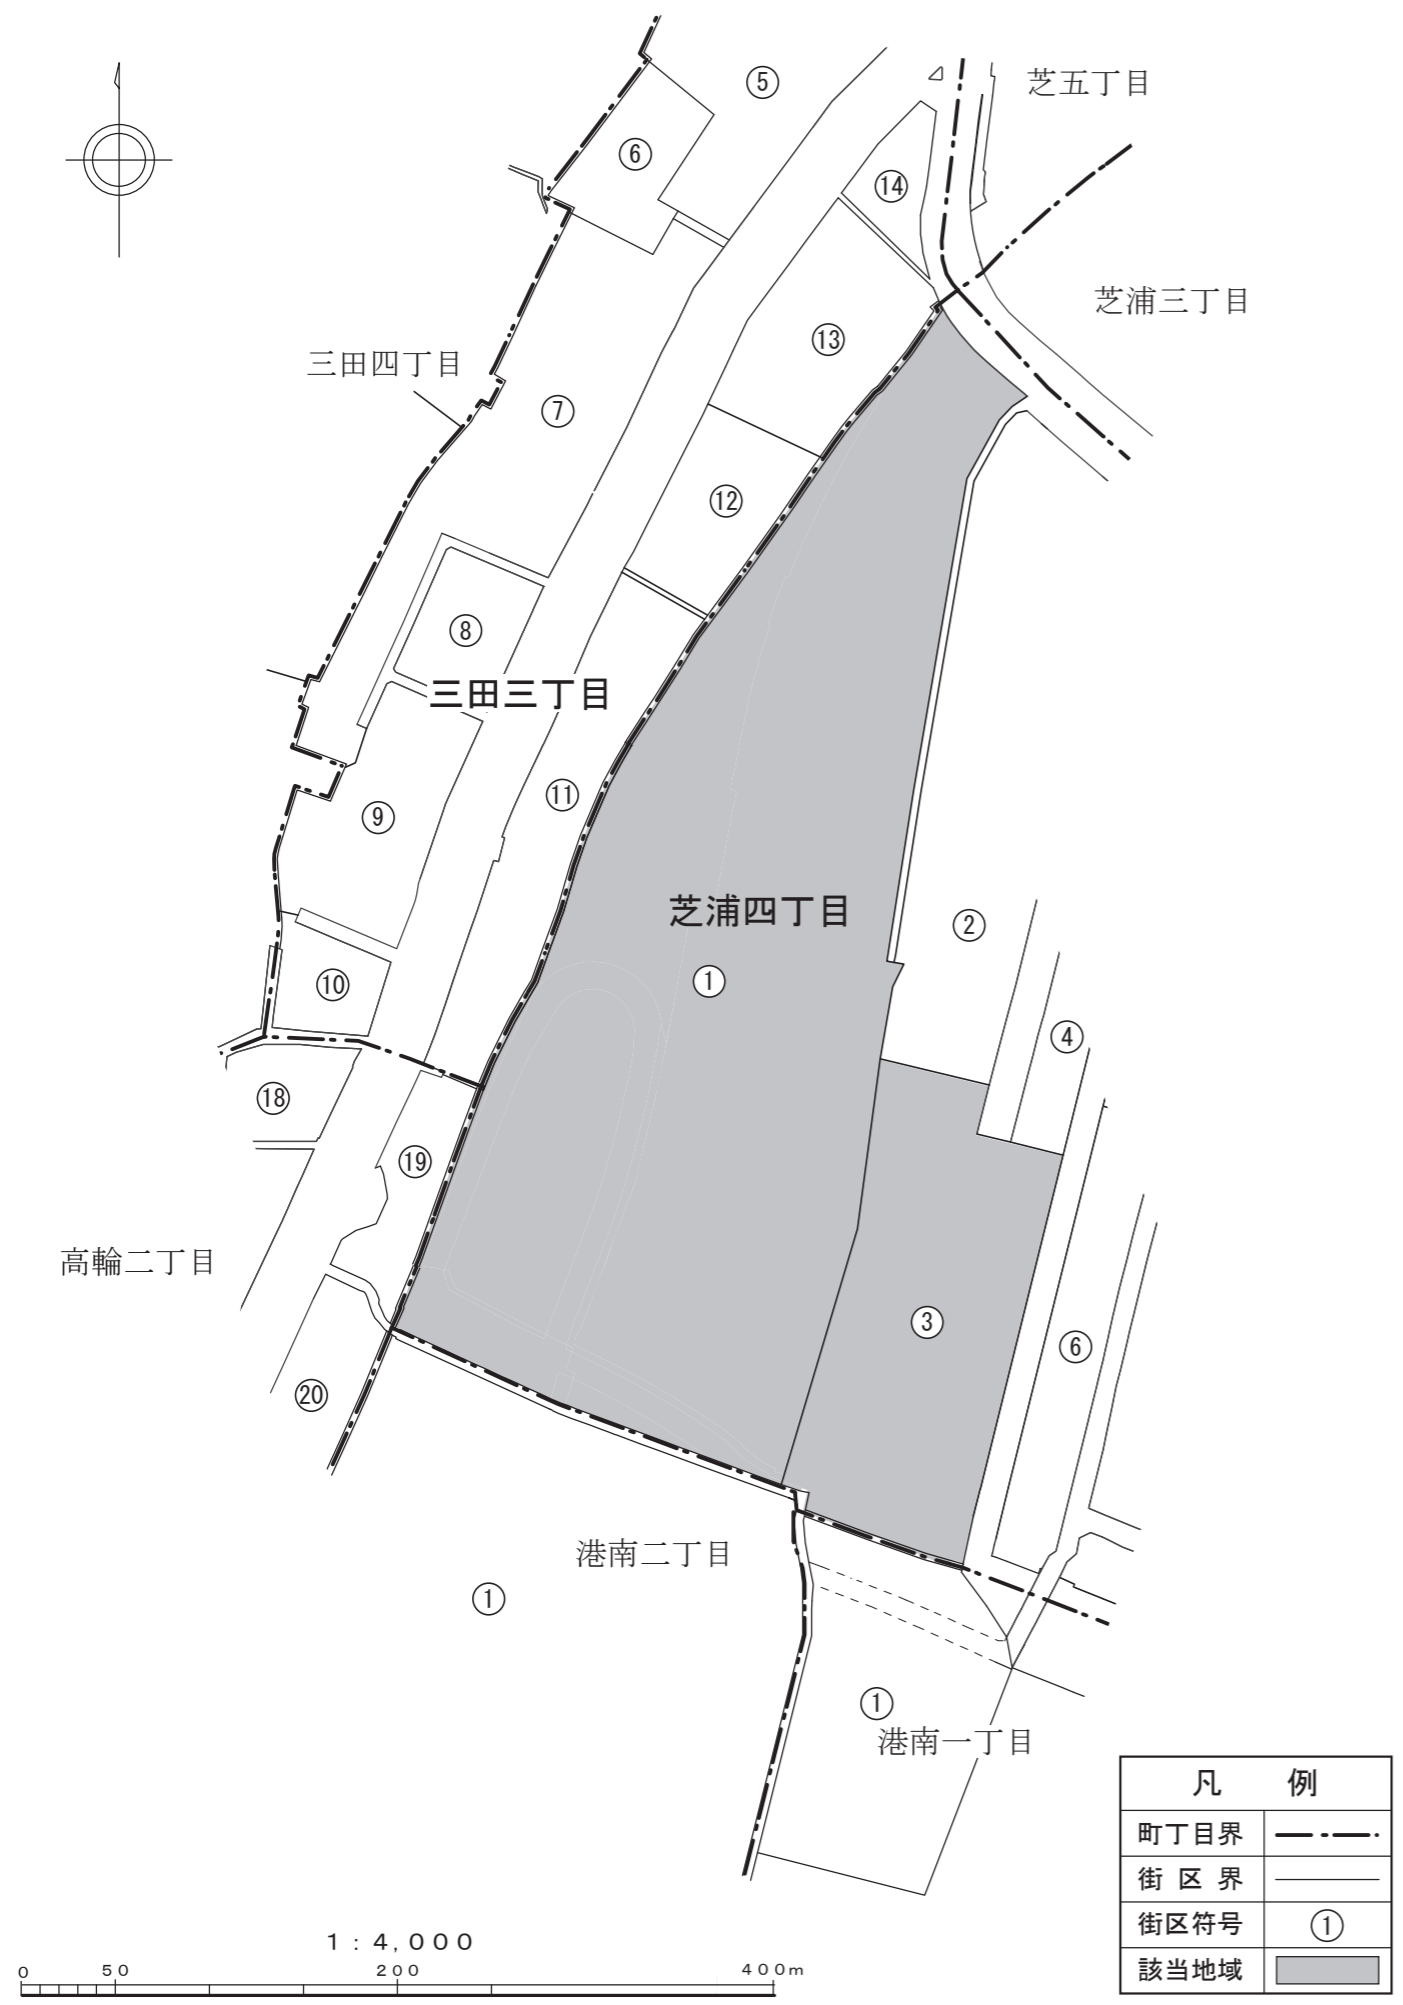 ⑤
芝五丁目
⑥
⑭
芝浦三丁目
⑬
三田四丁目
⑦
⑫
⑧
三田三丁目
⑪
⑨
芝浦四丁目
②
①
⑩
④
⑱
⑲
高輪二丁目
③
⑥
⑳
港南二丁目
①
①
港南一丁目
凡 例
町丁目界
街区界
街区符号 ①
該当地域
1:4,000
0 50 200 400m